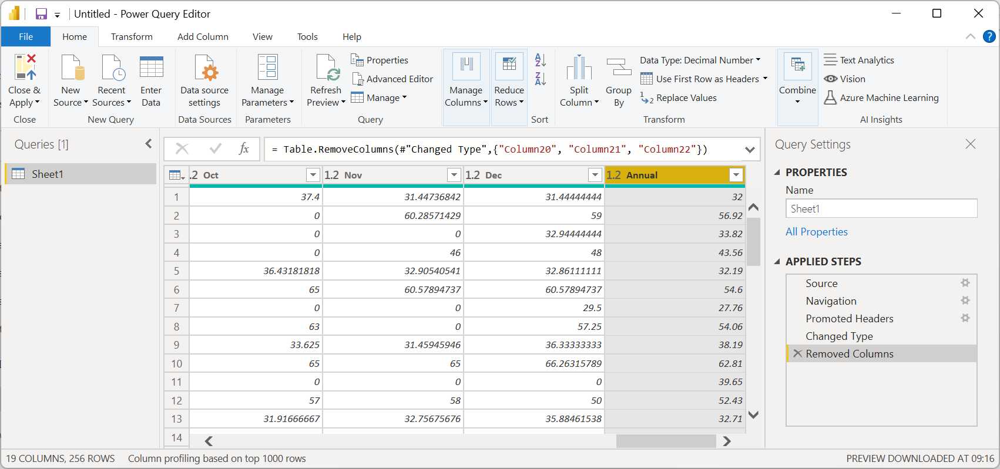 Untitled - Power Query Editor
File Home Transform Add Column View Tools Help
Close & Apply
Close
New Source
Recent Sources
Enter Data
New Query
Data source settings
Data Sources
Manage Parameters
Parameters
Refresh Preview
Properties
Advanced Editor
Manage
Query
Manage Columns
Reduce Rows
Sort
Split Column
Group By
Data Type: Decimal Number
Use First Row as Headers
Replace Values
Transform
Combine
Text Analytics
Vision
Azure Machine Learning
AI Insights
Queries [1]
Sheet1
fx = Table.RemoveColumns(#"Changed Type",{"Column20", "Column21", "Column22"})
.2 Oct 1.2 Nov 1.2 Dec 1.2 Annual
1 37.4 31.44736842 31.44444444 32
2 0 60.28571429 59 56.92
3 0 0 32.94444444 33.82
4 0 46 48 43.56
5 36.43181818 32.90540541 32.86111111 32.19
6 65 60.57894737 60.57894737 54.6
7 0 0 29.5 27.76
8 63 0 57.25 54.06
9 33.625 31.45945946 36.33333333 38.19
10 65 65 66.26315789 62.81
11 0 0 0 39.65
12 57 58 50 52.43
13 31.91666667 32.75675676 35.88461538 32.71
14
Query Settings
PROPERTIES
Name
Sheet1
All Properties
APPLIED STEPS
Source
Navigation
Promoted Headers
Changed Type
Removed Columns
19 COLUMNS, 256 ROWS Column profiling based on top 1000 rows PREVIEW DOWNLOADED AT 09:16